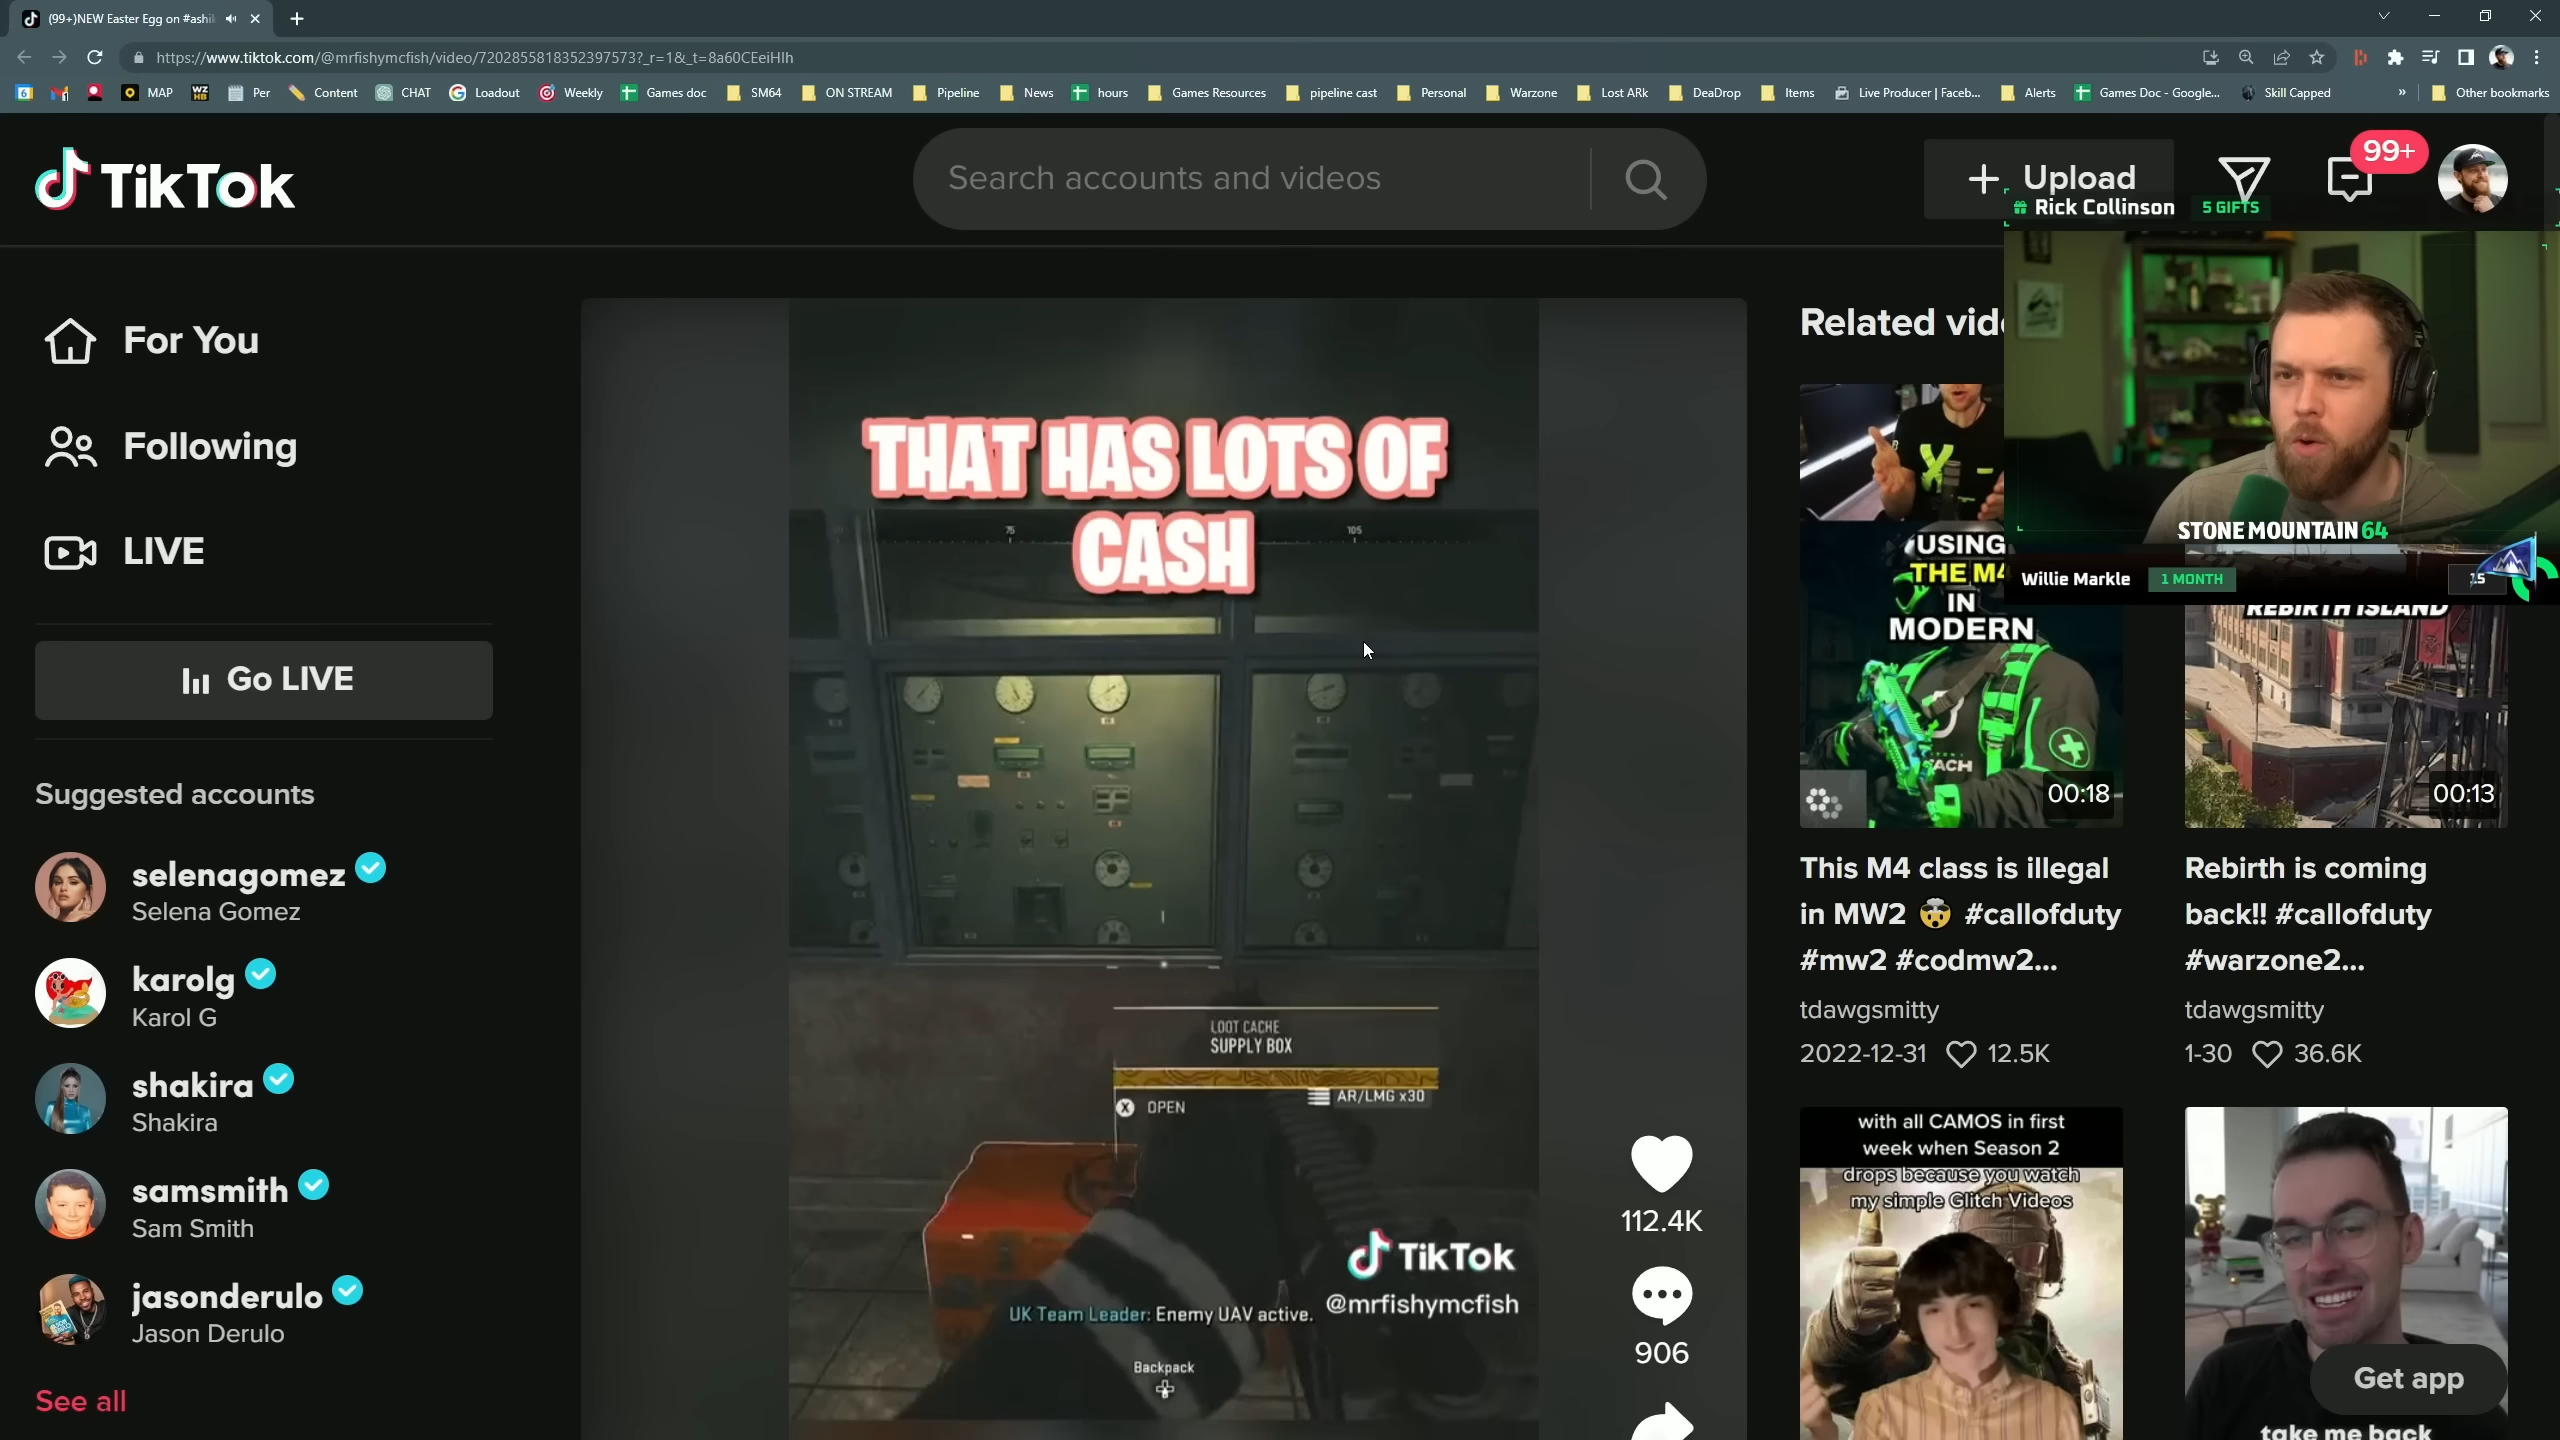 (99+)NEW Easter Egg on #ashik
https://www.tiktok.com/@mrfishymcfish/video/7202855818352397573?_r=1&_t=8a60CEeiHIh
MAP
Per
Content
CHAT
Loadout
Weekly
Games doc
SM64
ON STREAM
Pipeline
News
hours
Games Resources
pipeline cast
Personal
Warzone
Lost ARk
DeaDrop
Items
Live Producer | Faceb...
Alerts
Games Doc - Google...
Skill Capped
»
Other bookmarks
TikTok
Search accounts and videos
+ Upload
99+
Rick Collinson
5 GIFTS
For You
Following
LIVE
Go LIVE
Suggested accounts
selenagomez
Selena Gomez
karolg
Karol G
shakira
Shakira
samsmith
Sam Smith
jasonderulo
Jason Derulo
See all
THAT HAS LOTS OF
CASH
75
105
LOOT CACHE
SUPPLY BOX
X OPEN
AR/LMG x30
TikTok
@mrfishymcfish
UK Team Leader: Enemy UAV active.
Backpack
112.4K
906
Related vid
STONE MOUNTAIN 64
Willie Markle
1 MONTH
15
USING
THE M4
IN
MODERN
00:18
This M4 class is illegal
in MW2 🤯 #callofduty
#mw2 #codmw2...
tdawgsmitty
2022-12-31
12.5K
REBIRTH ISLAND
00:13
Rebirth is coming
back!! #callofduty
#warzone2...
tdawgsmitty
1-30
36.6K
with all CAMOS in first
week when Season 2
drops because you watch
my simple Glitch Videos
Get app
take me back